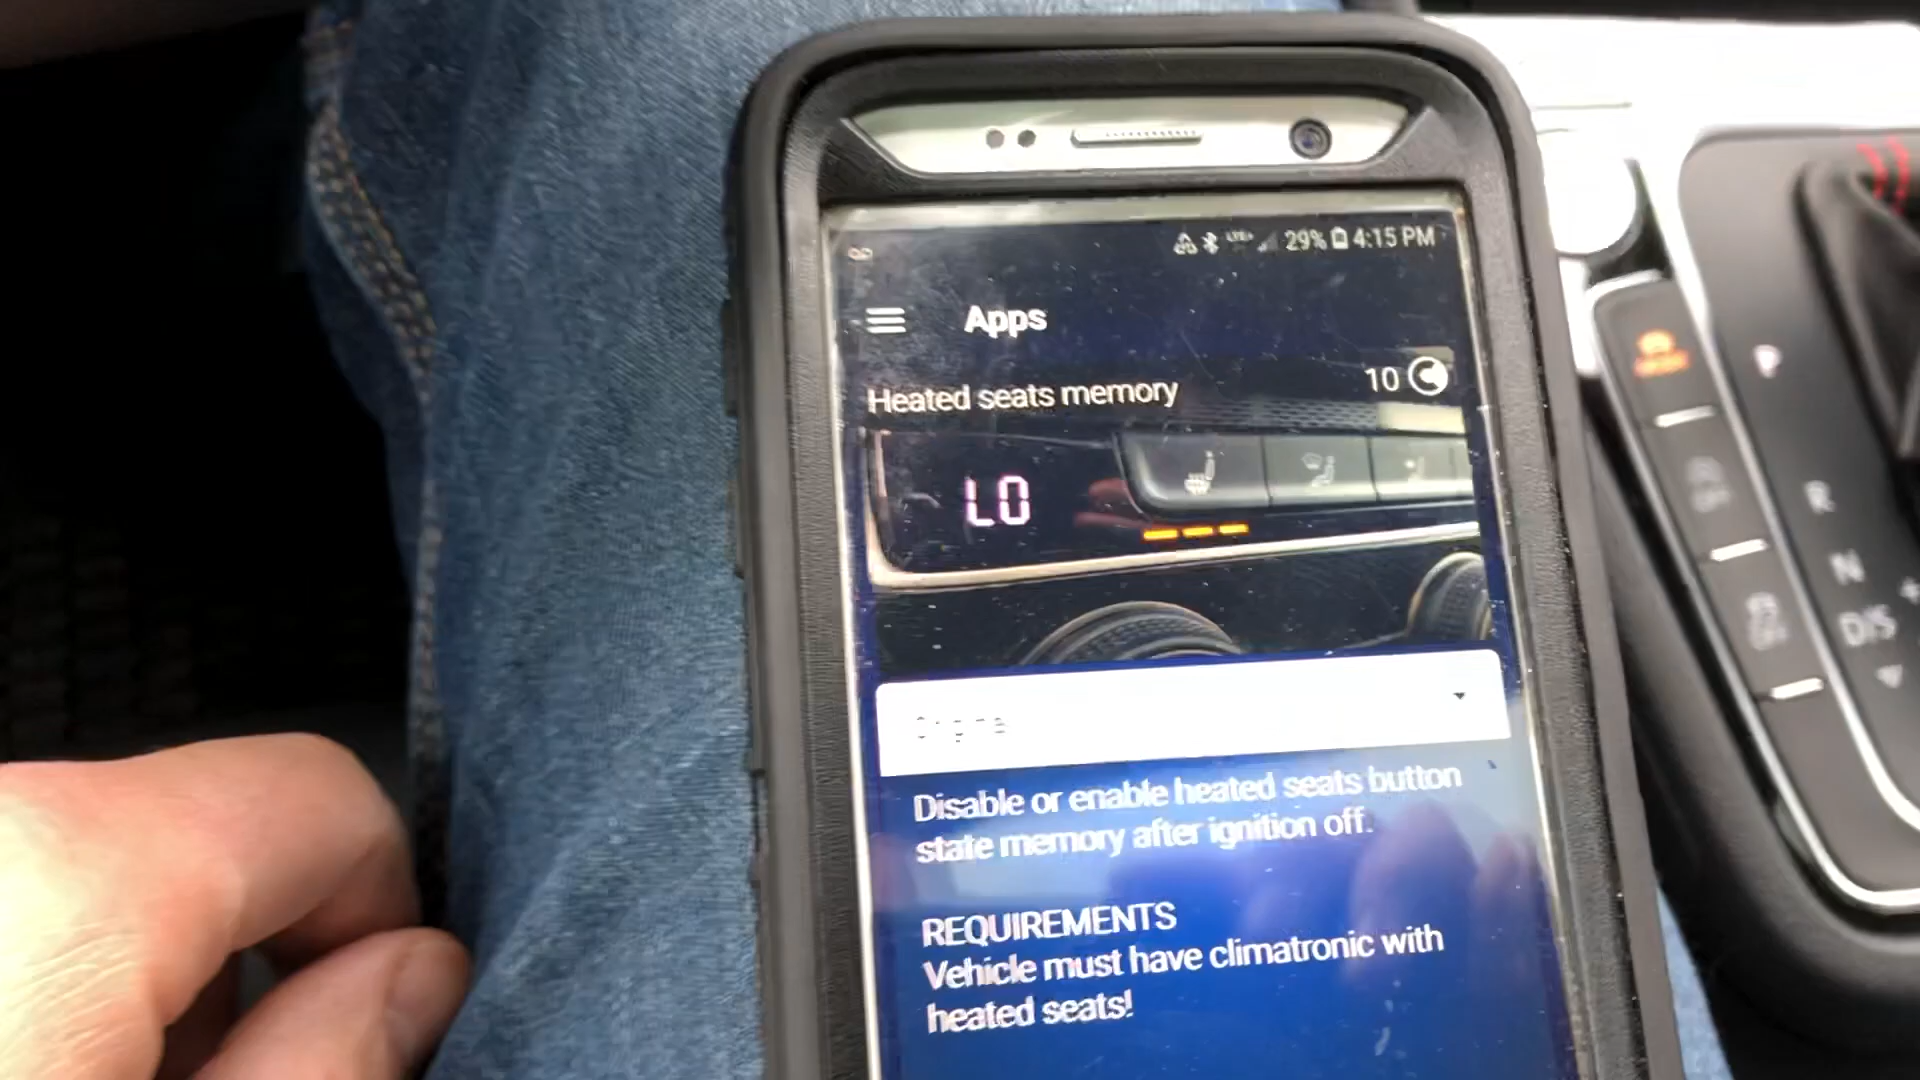 29% 4:15 PM
Apps
Heated seats memory
10
LO
Disable or enable heated seats button
state memory after ignition off.
REQUIREMENTS
Vehicle must have climatronic with
heated seats!
P
R
N
D/S
+